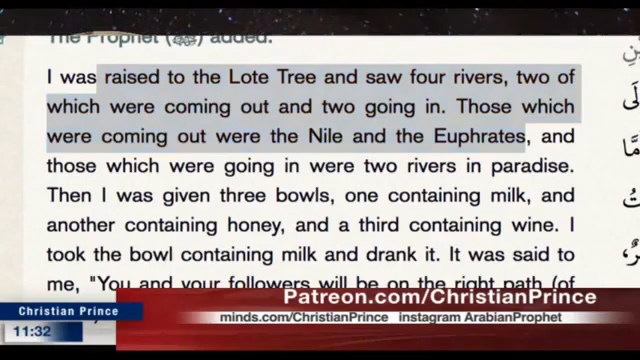 The Prophet (ﷺ) added:
I was raised to the Lote Tree and saw four rivers, two of
which were coming out and two going in. Those which
were coming out were the Nile and the Euphrates, and
those which were going in were two rivers in paradise.
Then I was given three bowls, one containing milk, and
another containing honey, and a third containing wine. I
took the bowl containing milk and drank it. It was said to
me, "You and your followers will be on the right path (of
Patreon.com/ChristianPrince
Christian Prince
minds.com/ChristianPrince instagram ArabianProphet
11:32